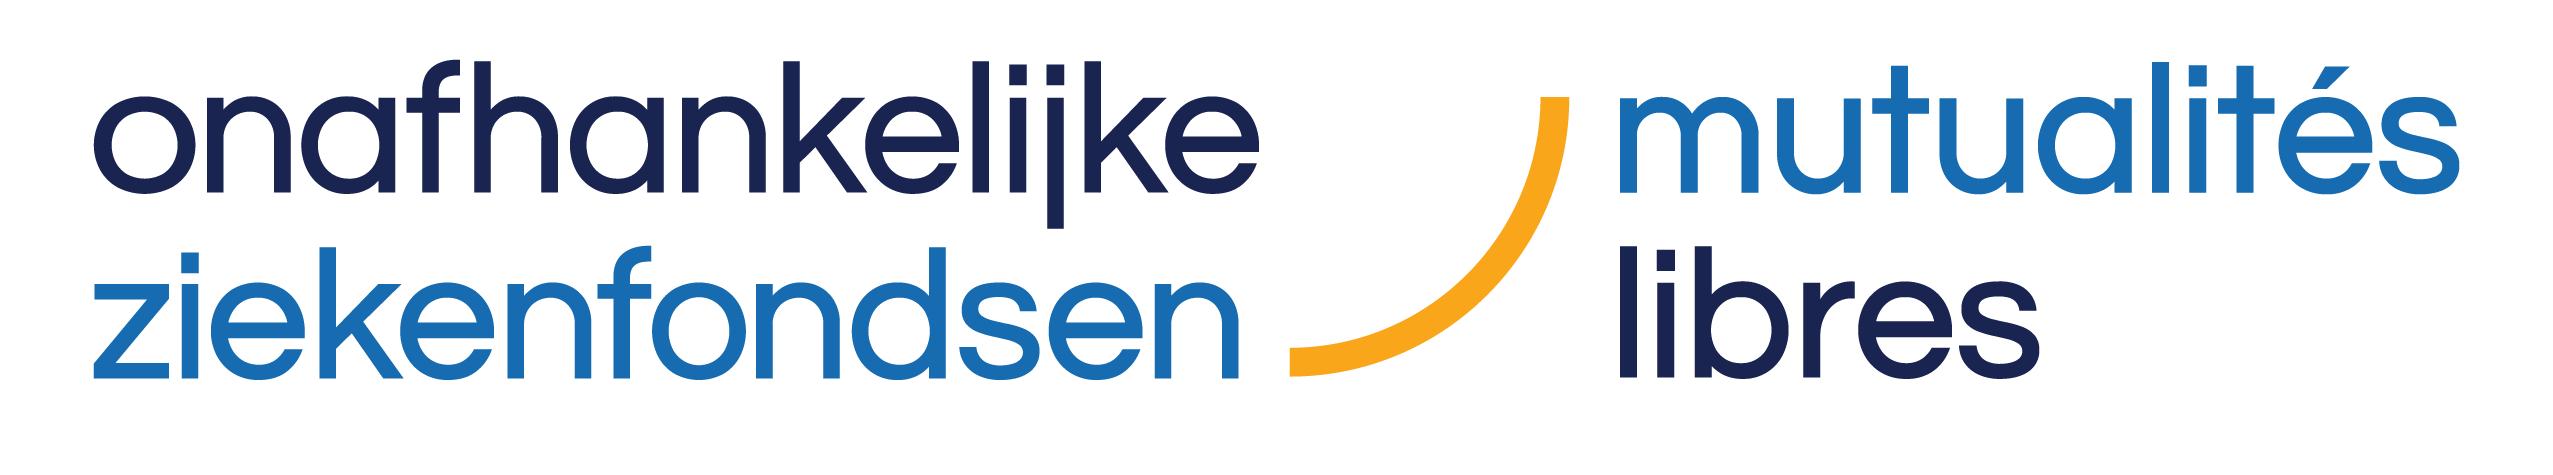 onafhankelijke
ziekenfondsen
mutualités
libres